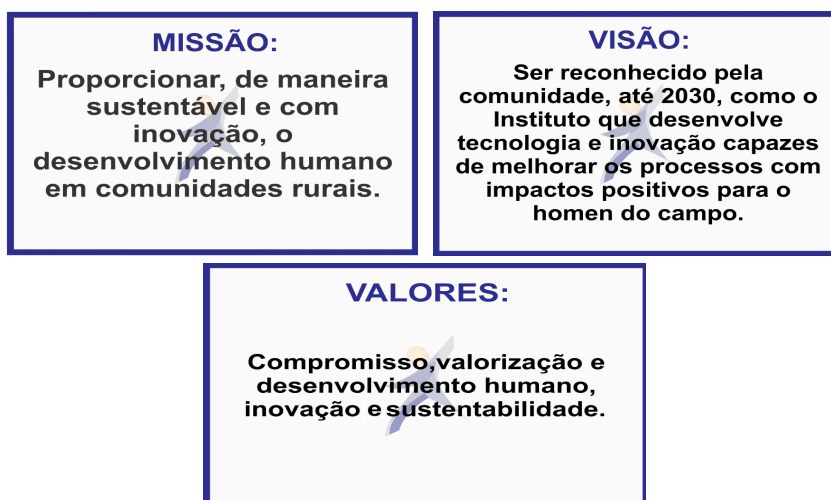 MISSÃO:
Proporcionar, de maneira
sustentável e com
inovação, o
desenvolvimento humano
em comunidades rurais.
VISÃO:
Ser reconhecido pela
comunidade, até 2030, como o
Instituto que desenvolve
tecnologia e inovação capazes
de melhorar os processos com
impactos positivos para o
homen do campo.
VALORES:
Compromisso,valorização e
desenvolvimento humano,
inovação e sustentabilidade.